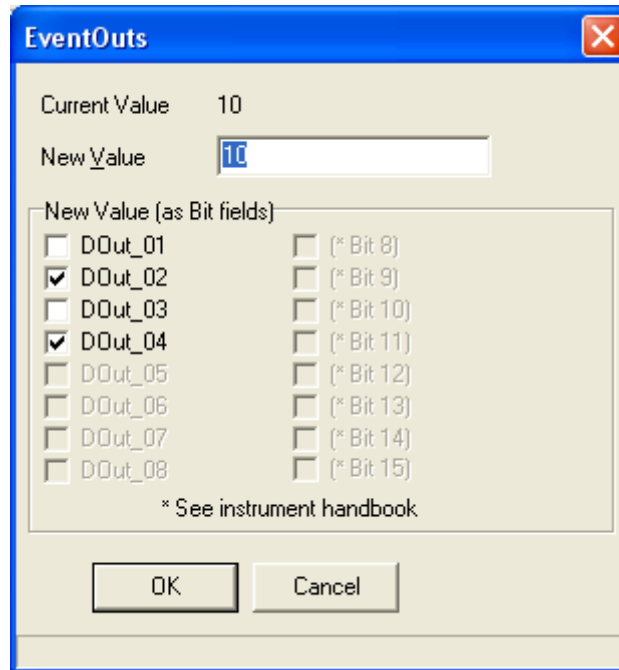 EventOuts
Current Value 10
New Value 10
New Value (as Bit fields)
DOut_01 (* Bit 8)
DOut_02 (* Bit 9)
DOut_03 (* Bit 10)
DOut_04 (* Bit 11)
DOut_05 (* Bit 12)
DOut_06 (* Bit 13)
DOut_07 (* Bit 14)
DOut_08 (* Bit 15)
* See instrument handbook
OK Cancel